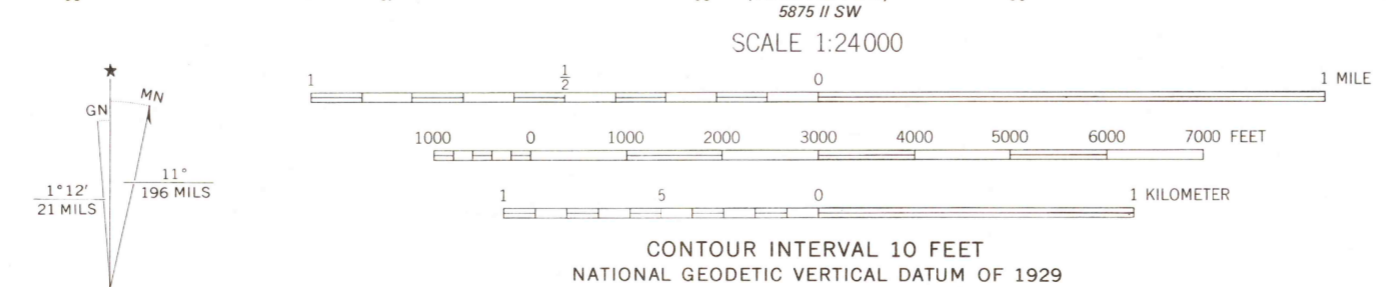 5875 II SW
SCALE 1:24 000
★
MN
GN
1°12'
21 MILS
11°
196 MILS
1 ½ 0 1 MILE
1000 0 1000 2000 3000 4000 5000 6000 7000 FEET
1 5 0 1 KILOMETER
CONTOUR INTERVAL 10 FEET
NATIONAL GEODETIC VERTICAL DATUM OF 1929